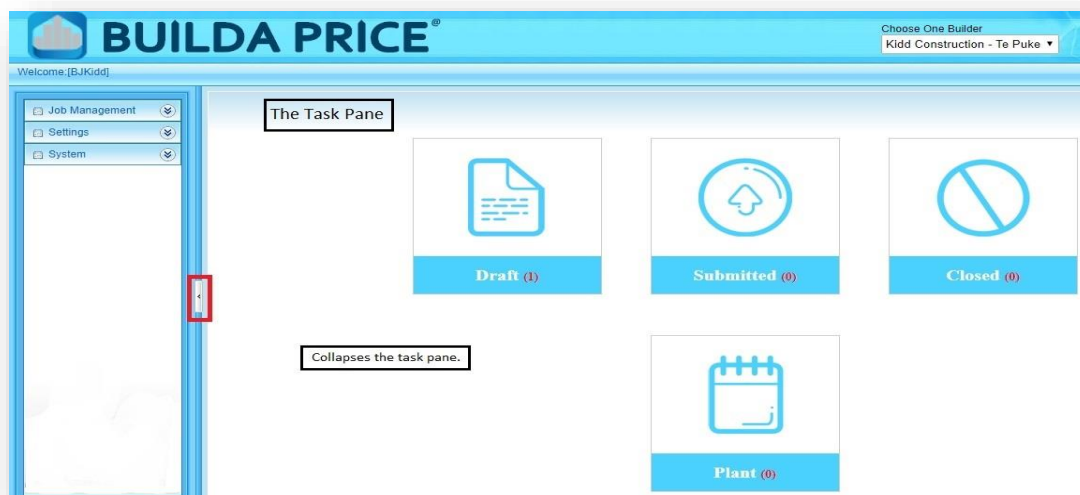 BUILDA PRICE®
Choose One Builder
Kidd Construction - Te Puke
Welcome:[BJKidd]
Job Management
Settings
System
The Task Pane
Draft (1)
Submitted (0)
Closed (0)
Collapses the task pane.
Plant (0)